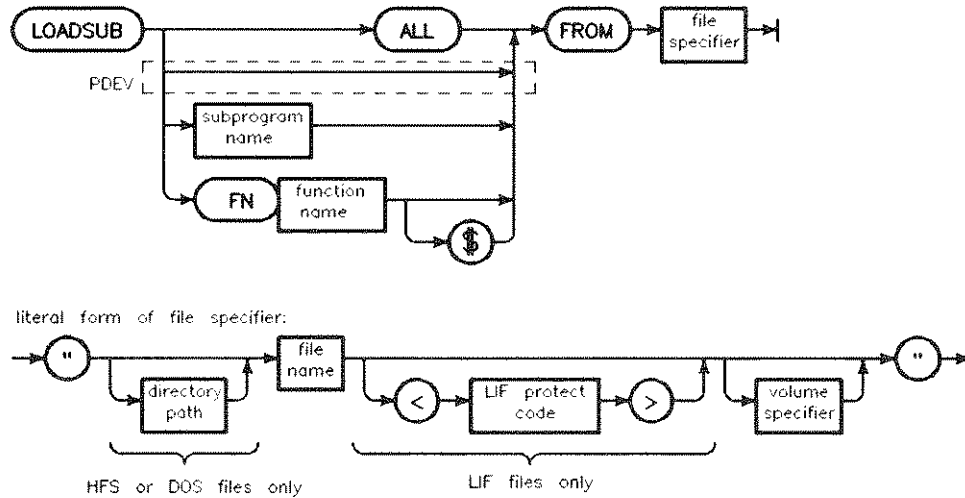 LOADSUB
ALL
FROM
file
specifier
PDEV
subprogram
name
FN
function
name
$
literal form of file specifier:
"
directory
path
file
name
<
LIF protect
code
>
volume
specifier
"
HFS or DOS files only
LIF files only